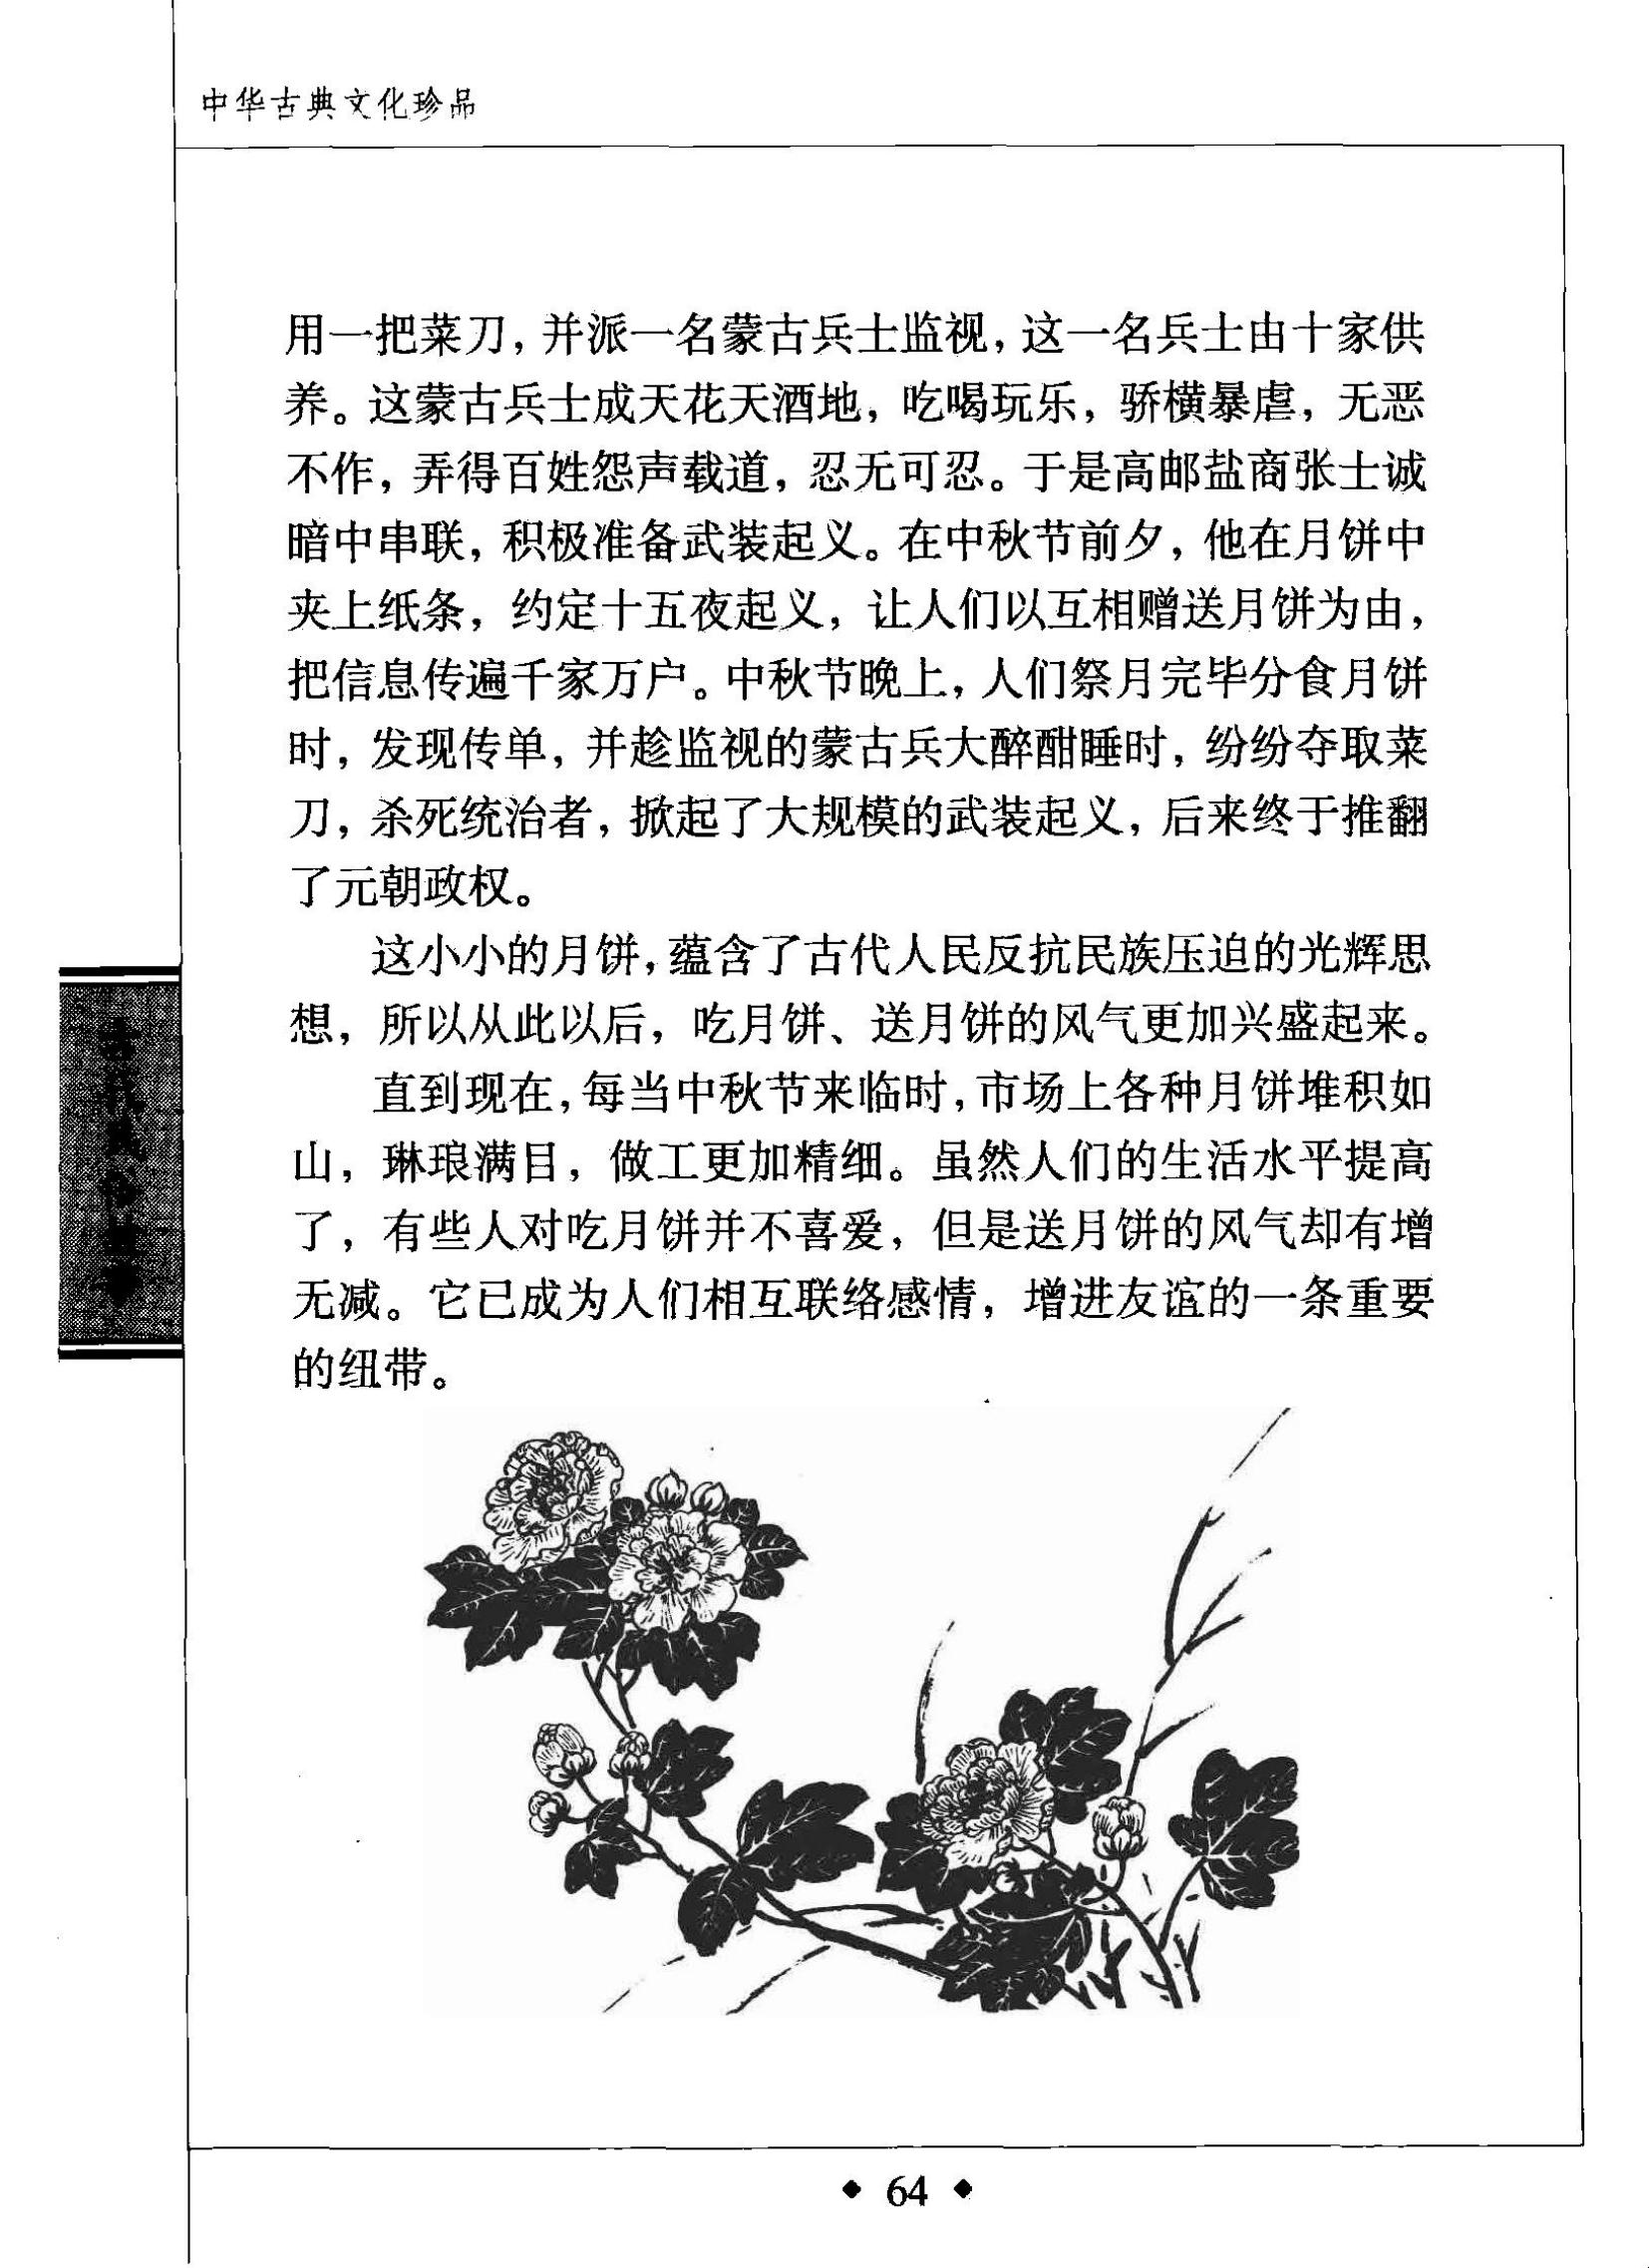 中华古典文化珍品
用一把菜刀，并派一名蒙古兵士监视，这一名兵士由十家供
养。这蒙古兵士成天花天酒地，吃喝玩乐，骄横暴虐，无恶
不作，弄得百姓怨声载道，忍无可忍。于是高邮盐商张士诚
暗中串联，积极准备武装起义。在中秋节前夕，他在月饼中
夹上纸条，约定十五夜起义，让人们以互相赠送月饼为由，
把信息传遍千家万户。中秋节晚上，人们祭月完毕分食月饼
时，发现传单，并趁监视的蒙古兵大醉酣睡时，纷纷夺取菜
刀，杀死统治者，掀起了大规模的武装起义，后来终于推翻
了元朝政权。
这小小的月饼，蕴含了古代人民反抗民族压迫的光辉思
想，所以从此以后，吃月饼、送月饼的风气更加兴盛起来。
直到现在，每当中秋节来临时，市场上各种月饼堆积如
山，琳琅满目，做工更加精细。虽然人们的生活水平提高
了，有些人对吃月饼并不喜爱，但是送月饼的风气却有增
无减。它已成为人们相互联络感情，增进友谊的一条重要
的纽带。
◆ 64 ◆